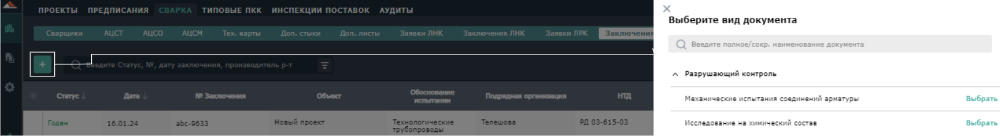 ПРОЕКТЫ ПРЕДПИСАНИЯ СВАРКА ТИПОВЫЕ ПКК ИНСПЕКЦИИ ПОСТАВОК АУДИТЫ
Сварщики АЦСТ АЦСО АЦСМ Тех. карты Доп. стыки Доп. листы Заявки ЛНК Заключения ЛНК Заявки ЛРК Заключения
+ Введите Статус, №, дату заключения, производитель р-т
Статус ↓ Дата ↓ № Заключения Объект Обоснование испытании Подрядная организация НТД
Годен 16.01.24 abc-9633 Новый проект Технологические трубопроводы Телешова РД 03-615-03
Выберите вид документа
Введите полное/сокр. наименование документа
Разрушающий контроль
Механические испытания соединений арматуры Выбрать
Исследование на химический состав Выбрать